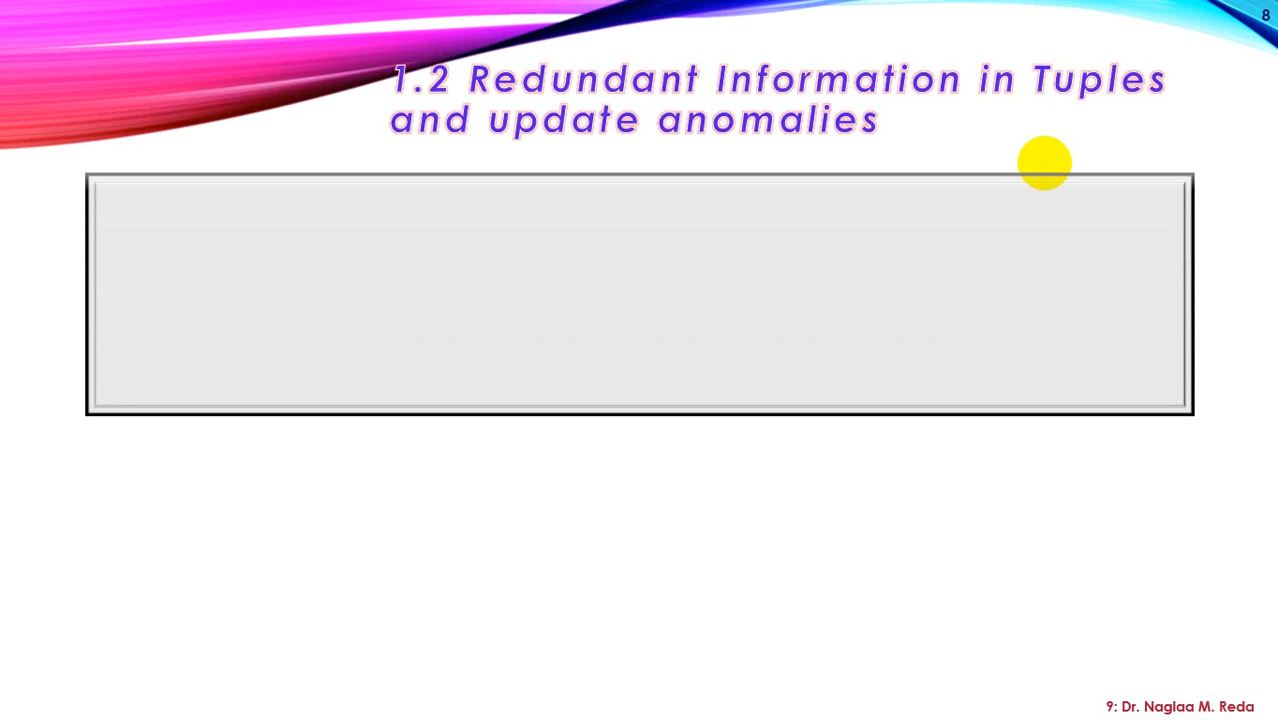 8
1.2 Redundant Information in Tuples
and update anomalies
9: Dr. Naglaa M. Reda